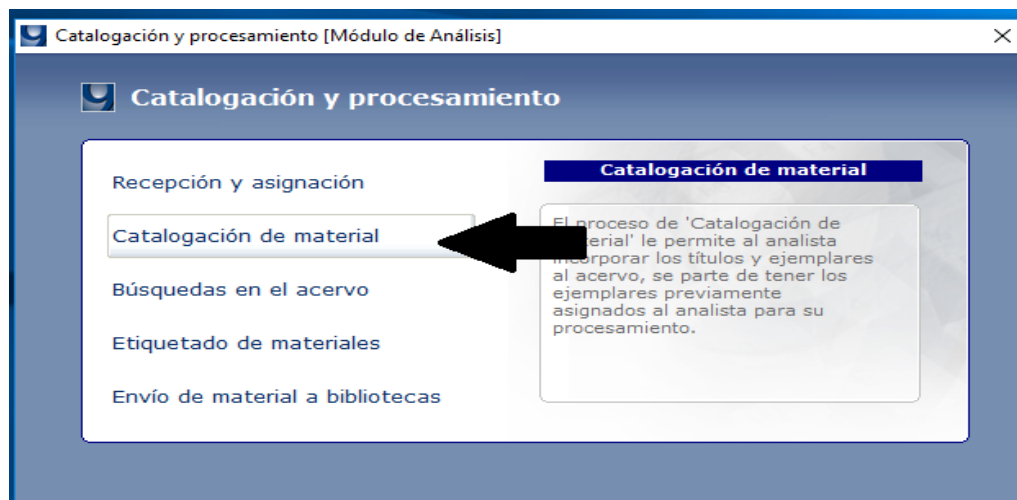 Catalogación y procesamiento [Módulo de Análisis]
Catalogación y procesamiento
Recepción y asignación
Catalogación de material
Búsquedas en el acervo
Etiquetado de materiales
Envío de material a bibliotecas
Catalogación de material
El proceso de 'Catalogación de
material' le permite al analista
incorporar los títulos y ejemplares
al acervo, se parte de tener los
ejemplares previamente
asignados al analista para su
procesamiento.